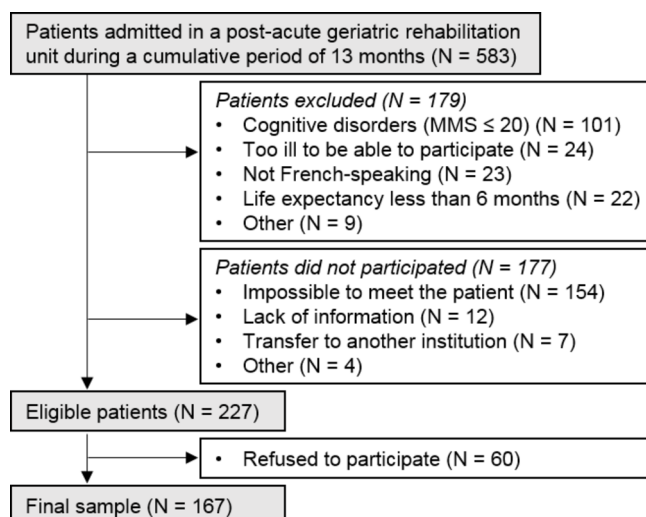 Patients admitted in a post-acute geriatric rehabilitation
unit during a cumulative period of 13 months (N = 583)
Patients excluded (N = 179)
• Cognitive disorders (MMS ≤ 20) (N = 101)
• Too ill to be able to participate (N = 24)
• Not French-speaking (N = 23)
• Life expectancy less than 6 months (N = 22)
• Other (N = 9)
Patients did not participated (N = 177)
• Impossible to meet the patient (N = 154)
• Lack of information (N = 12)
• Transfer to another institution (N = 7)
• Other (N = 4)
Eligible patients (N = 227)
• Refused to participate (N = 60)
Final sample (N = 167)